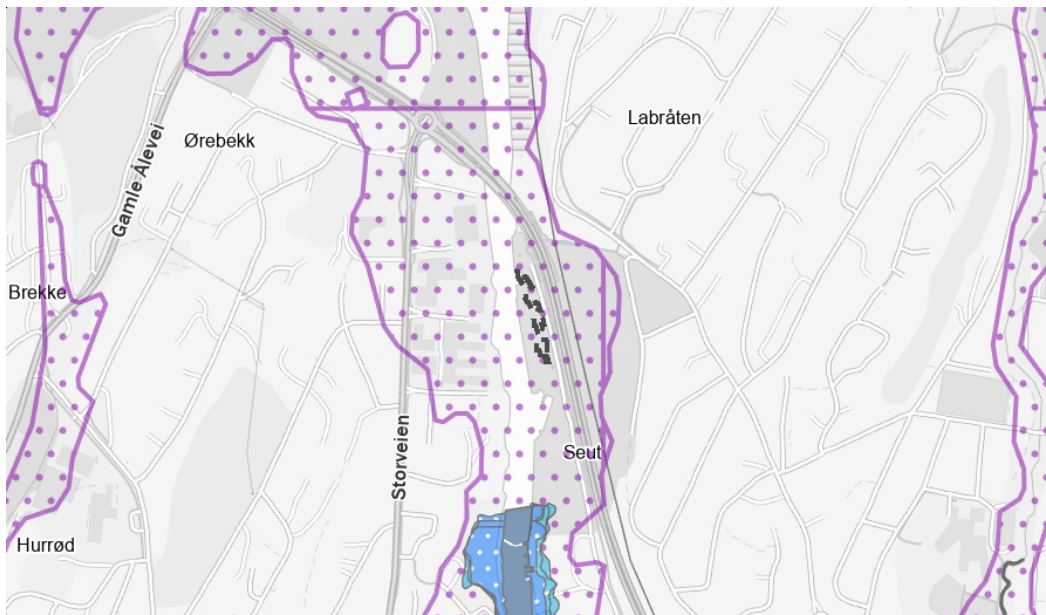 Labråten
Ørebekk
Gamle Ålevei
Brekke
Storveien
Seut
Hurrød